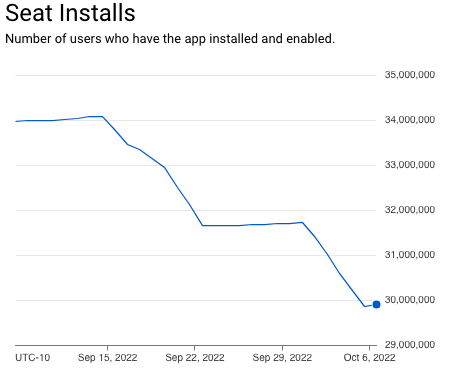 Seat Installs
Number of users who have the app installed and enabled.
35,000,000
34,000,000
33,000,000
32,000,000
31,000,000
30,000,000
29,000,000
UTC-10 Sep 15, 2022 Sep 22, 2022 Sep 29, 2022 Oct 6, 2022